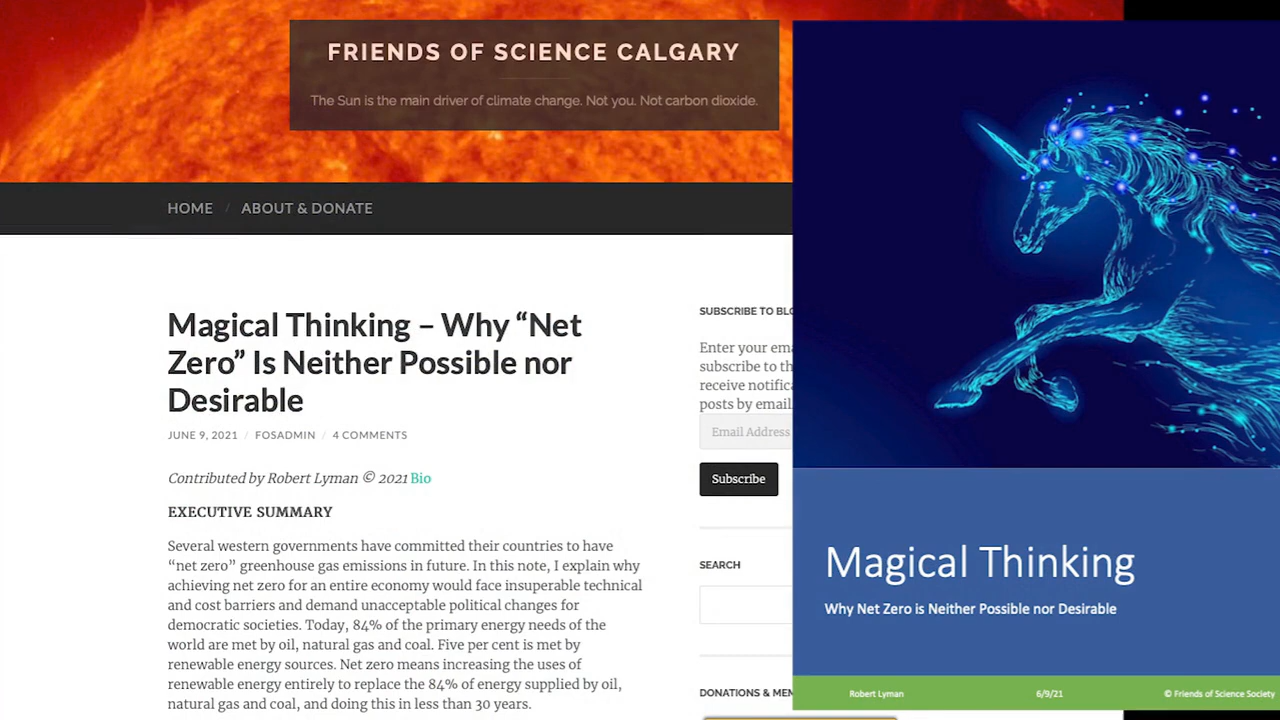 FRIENDS OF SCIENCE CALGARY
The Sun is the main driver of climate change. Not you. Not carbon dioxide.
HOME / ABOUT & DONATE
Magical Thinking – Why “Net
Zero” Is Neither Possible nor
Desirable
JUNE 9, 2021 / FOSADMIN / 4 COMMENTS
Contributed by Robert Lyman © 2021 Bio
EXECUTIVE SUMMARY
Several western governments have committed their countries to have
“net zero” greenhouse gas emissions in future. In this note, I explain why
achieving net zero for an entire economy would face insuperable technical
and cost barriers and demand unacceptable political changes for
democratic societies. Today, 84% of the primary energy needs of the
world are met by oil, natural gas and coal. Five per cent is met by
renewable energy sources. Net zero means increasing the uses of
renewable energy entirely to replace the 84% of energy supplied by oil,
natural gas and coal, and doing this in less than 30 years.
SUBSCRIBE TO
Enter your
subscribe to
receive
posts by email.
Email Address
Subscribe
SEARCH
DONATIONS &
Magical Thinking
Why Net Zero is Neither Possible nor Desirable
Robert Lyman 6/9/21 © Friends of Science Society